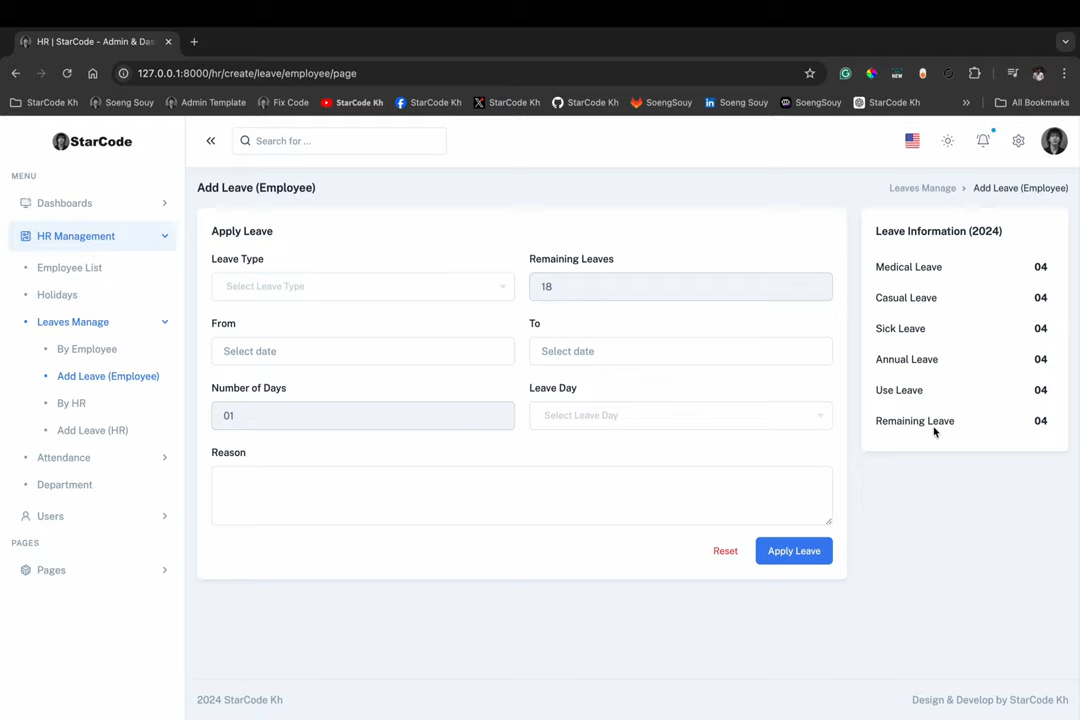 HR | StarCode - Admin & Das
127.0.0.1:8000/hr/create/leave/employee/page
StarCode Kh
Soeng Souy
Admin Template
Fix Code
StarCode Kh
StarCode Kh
StarCode Kh
StarCode Kh
SoengSouy
Soeng Souy
SoengSouy
StarCode Kh
All Bookmarks
StarCode
Search for ...
MENU
Dashboards
HR Management
Employee List
Holidays
Leaves Manage
By Employee
Add Leave (Employee)
By HR
Add Leave (HR)
Attendance
Department
Users
PAGES
Pages
Add Leave (Employee)
Leaves Manage
Add Leave (Employee)
Apply Leave
Leave Type
Remaining Leaves
Select Leave Type
18
From
To
Select date
Select date
Number of Days
Leave Day
01
Select Leave Day
Reason
Reset
Apply Leave
Leave Information (2024)
Medical Leave 04
Casual Leave 04
Sick Leave 04
Annual Leave 04
Use Leave 04
Remaining Leave 04
2024 StarCode Kh
Design & Develop by StarCode Kh